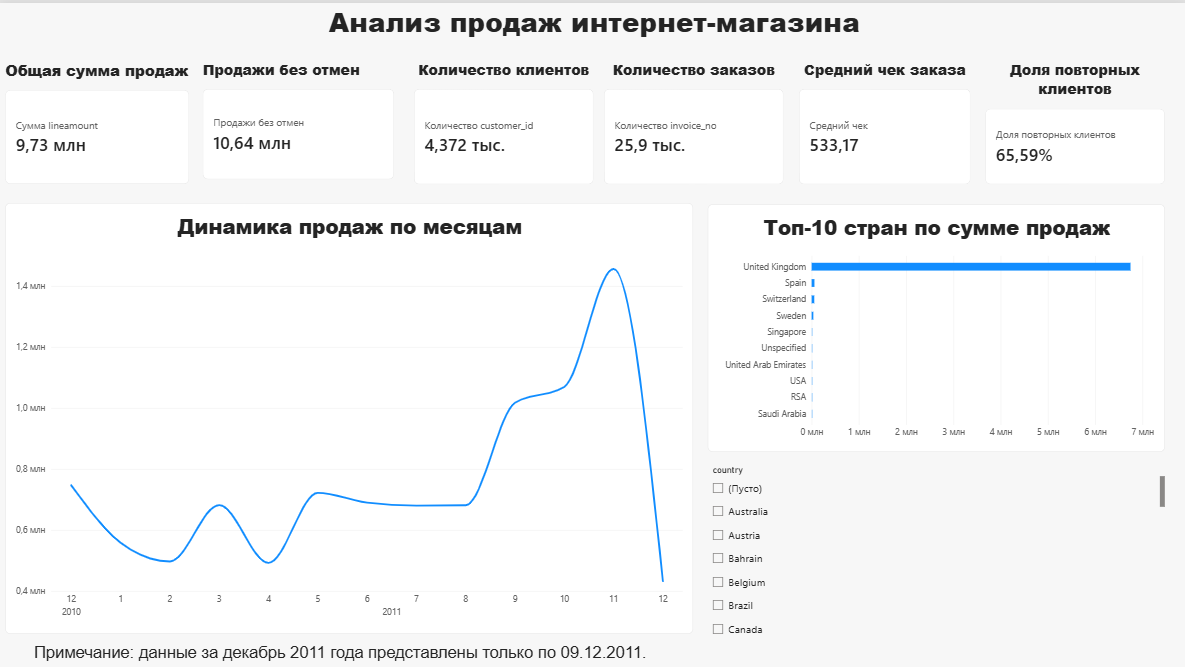 Анализ продаж интернет-магазина
Общая сумма продаж
Сумма lineamount
9,73 млн
Продажи без отмен
Продажи без отмен
10,64 млн
Количество клиентов
Количество customer_id
4,372 тыс.
Количество заказов
Количество invoice_no
25,9 тыс.
Средний чек заказа
Средний чек
533,17
Доля повторных
клиентов
Доля повторных клиентов
65,59%
Динамика продаж по месяцам
1,4 млн
1,2 млн
1,0 млн
0,8 млн
0,6 млн
0,4 млн
12 1 2 3 4 5 6 7 8 9 10 11 12
2010 2011
Топ-10 стран по сумме продаж
United Kingdom
Spain
Switzerland
Sweden
Singapore
Unspecified
United Arab Emirates
USA
RSA
Saudi Arabia
0 млн 1 млн 2 млн 3 млн 4 млн 5 млн 6 млн 7 млн
country
(Пусто)
Australia
Austria
Bahrain
Belgium
Brazil
Canada
Примечание: данные за декабрь 2011 года представлены только по 09.12.2011.